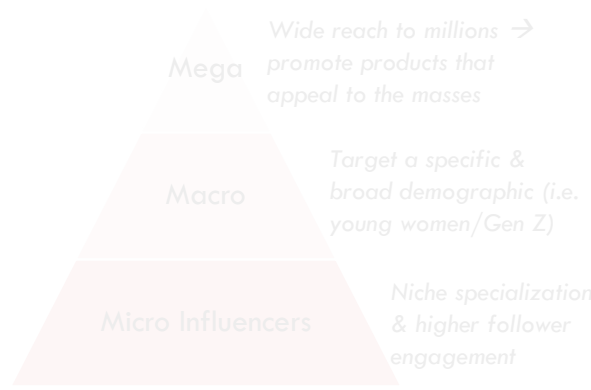 Mega
Wide reach to millions →
promote products that
appeal to the masses
Macro
Target a specific &
broad demographic (i.e.
young women/Gen Z)
Micro Influencers
Niche specialization
& higher follower
engagement